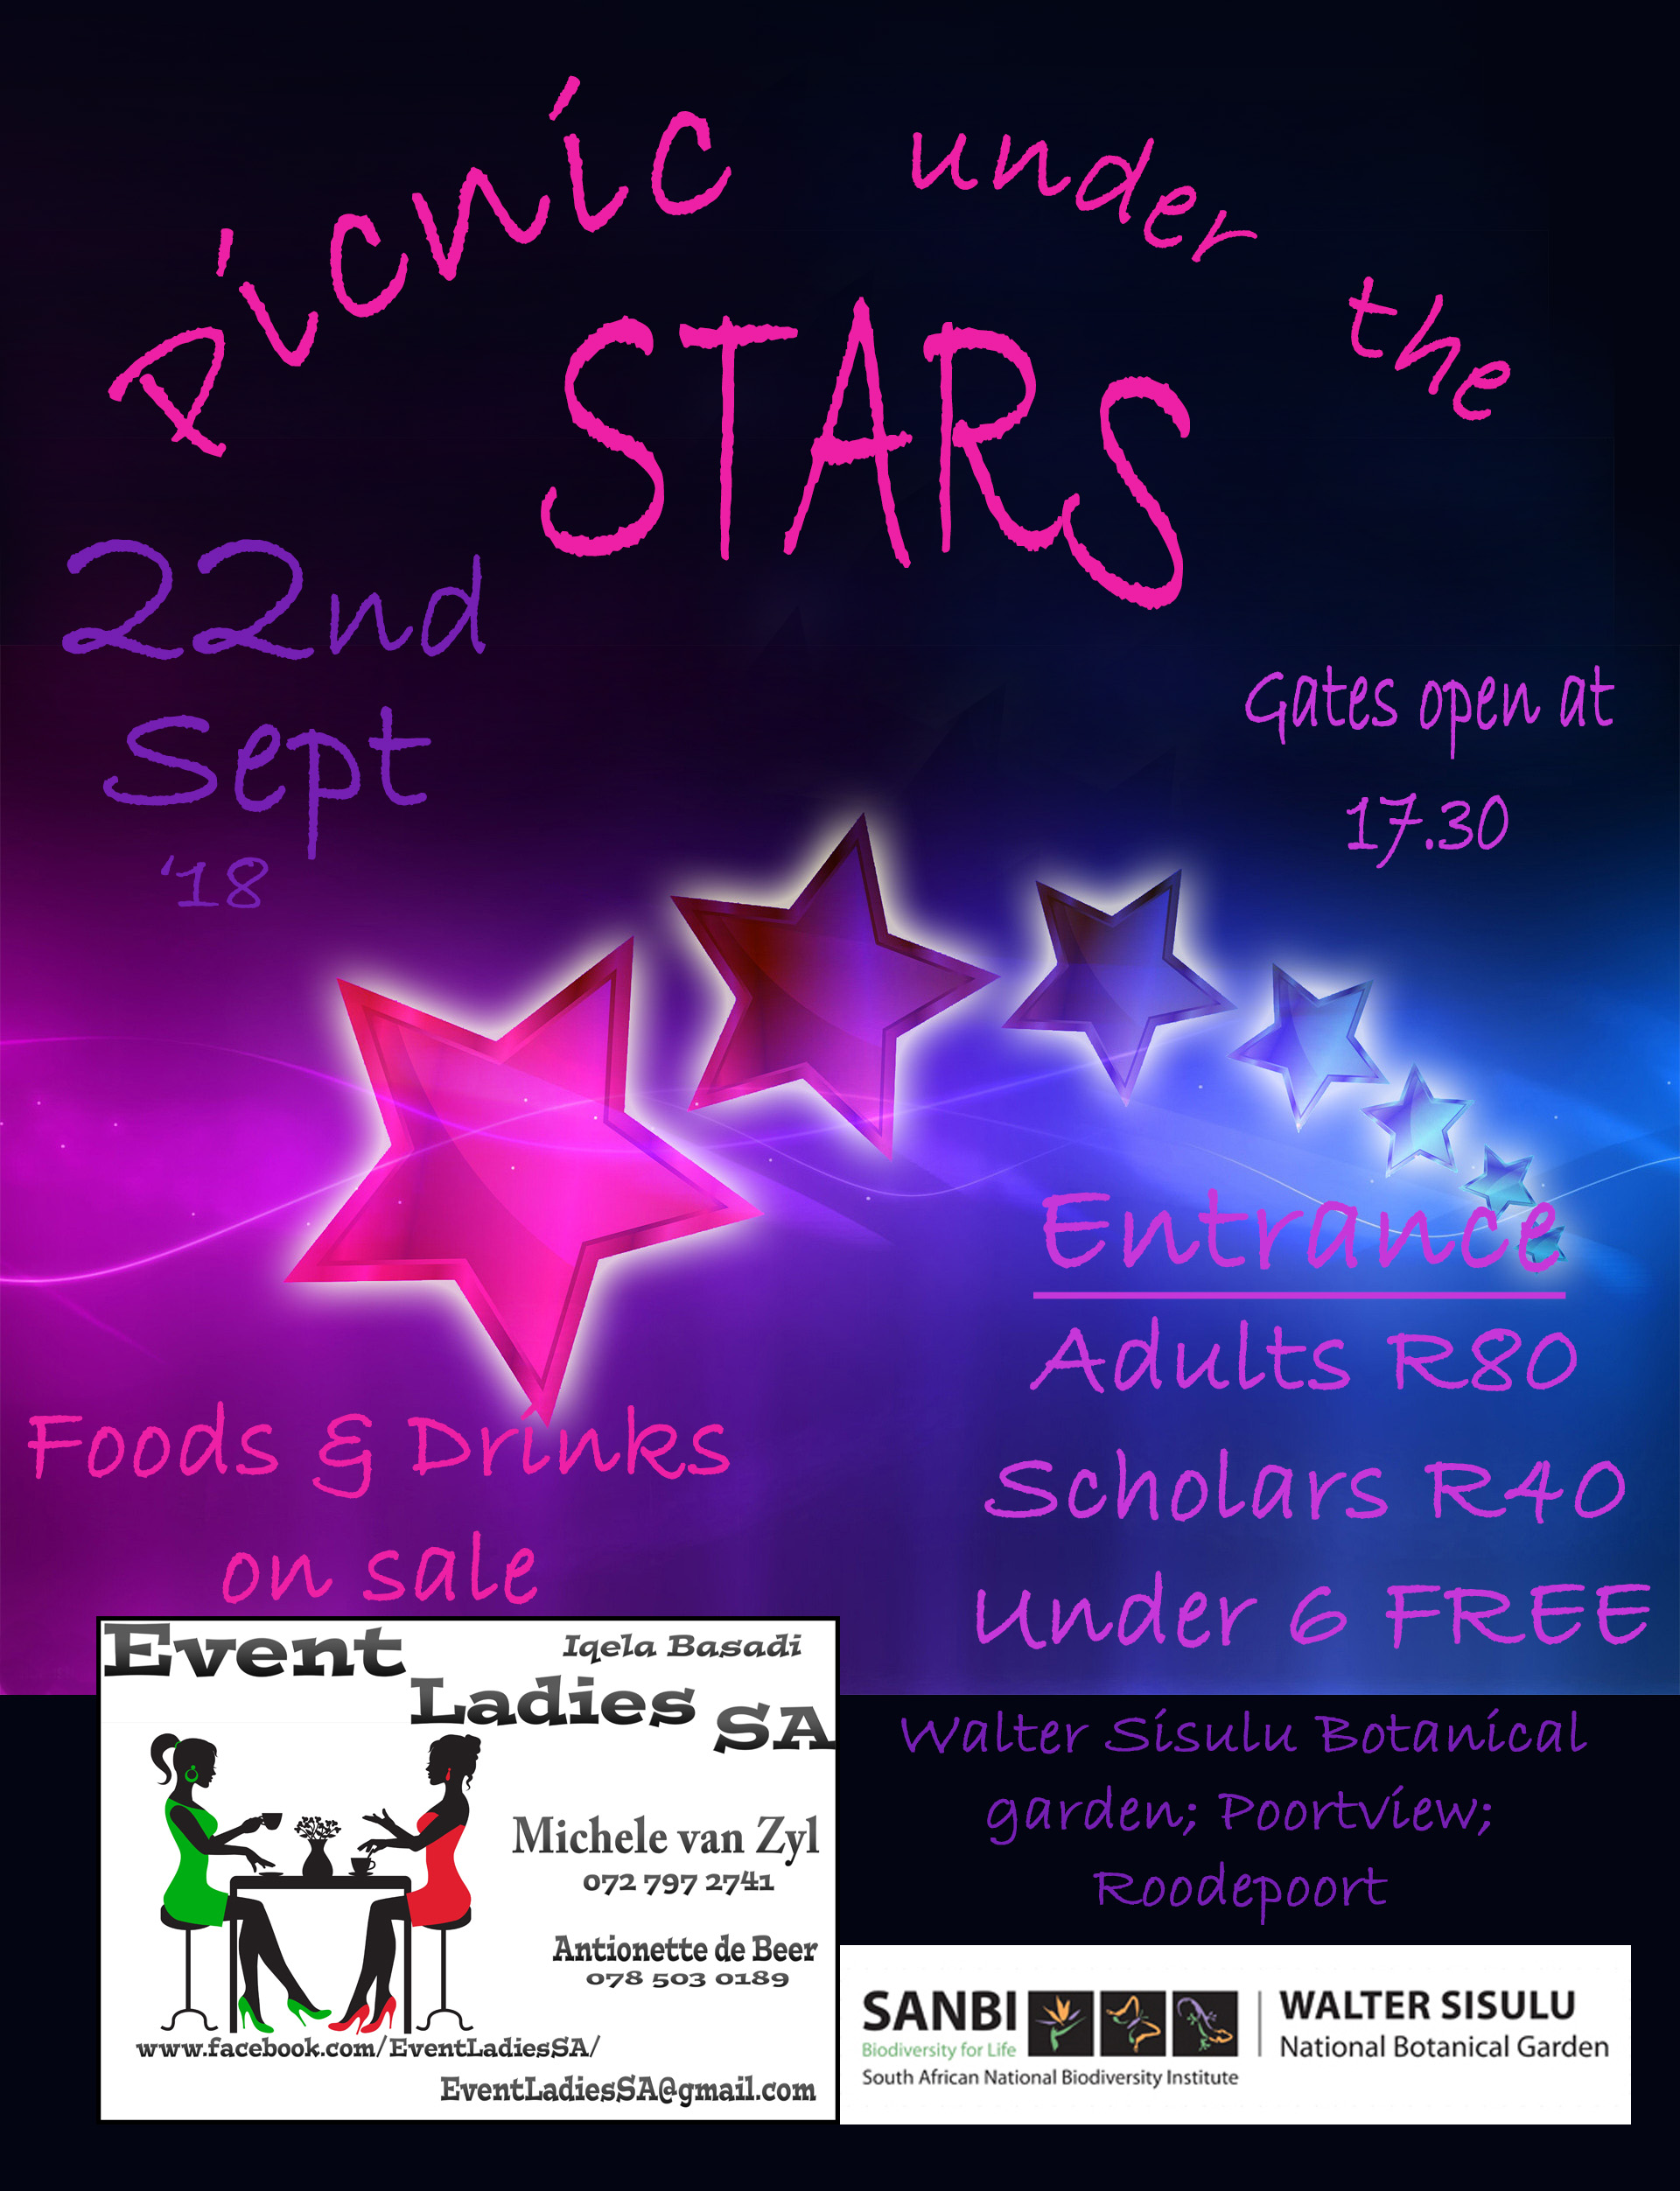 Picnic under the
STARS
22nd
Sept
'18
Gates open at
17.30
Entrance
Adults R80
Scholars R40
Under 6 FREE
Foods & Drinks
on sale
Event
Iqela Basadi
Ladies
SA
Michele van Zyl
072 797 2741
Antionette de Beer
078 503 0189
www.facebook.com/EventLadiesSA/
EventLadiesSA@gmail.com
Walter Sisulu Botanical
garden; Poortview;
Roodepoort
SANBI
Biodiversity for Life
South African National Biodiversity Institute
WALTER SISULU
National Botanical Garden